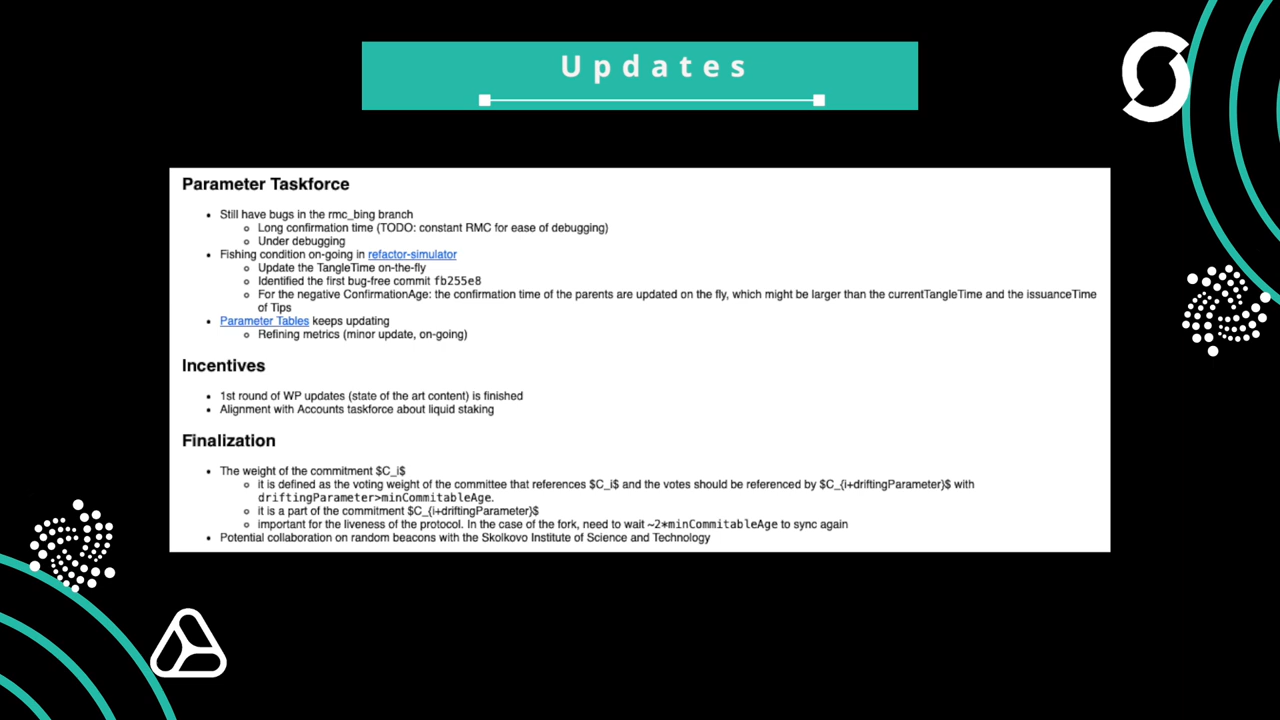 Updates
Parameter Taskforce
Still have bugs in the rmc_bing branch
Long confirmation time (TODO: constant RMC for ease of debugging)
Under debugging
Fishing condition on-going in refactor-simulator
Update the TangleTime on-the-fly
Identified the first bug-free commit fb255e8
For the negative ConfirmationAge: the confirmation time of the parents are updated on the fly, which might be larger than the currentTangleTime and the issuanceTime
of Tips
Parameter Tables keeps updating
Refining metrics (minor update, on-going)
Incentives
1st round of WP updates (state of the art content) is finished
Alignment with Accounts taskforce about liquid staking
Finalization
The weight of the commitment $C_i$
it is defined as the voting weight of the committee that references $C_i$ and the votes should be referenced by $C_{i+driftingParameter}$ with
driftingParameter>minCommitableAge.
it is a part of the commitment $C_{i+driftingParameter}$
important for the liveness of the protocol. In the case of the fork, need to wait ~2*minCommitableAge to sync again
Potential collaboration on random beacons with the Skolkovo Institute of Science and Technology